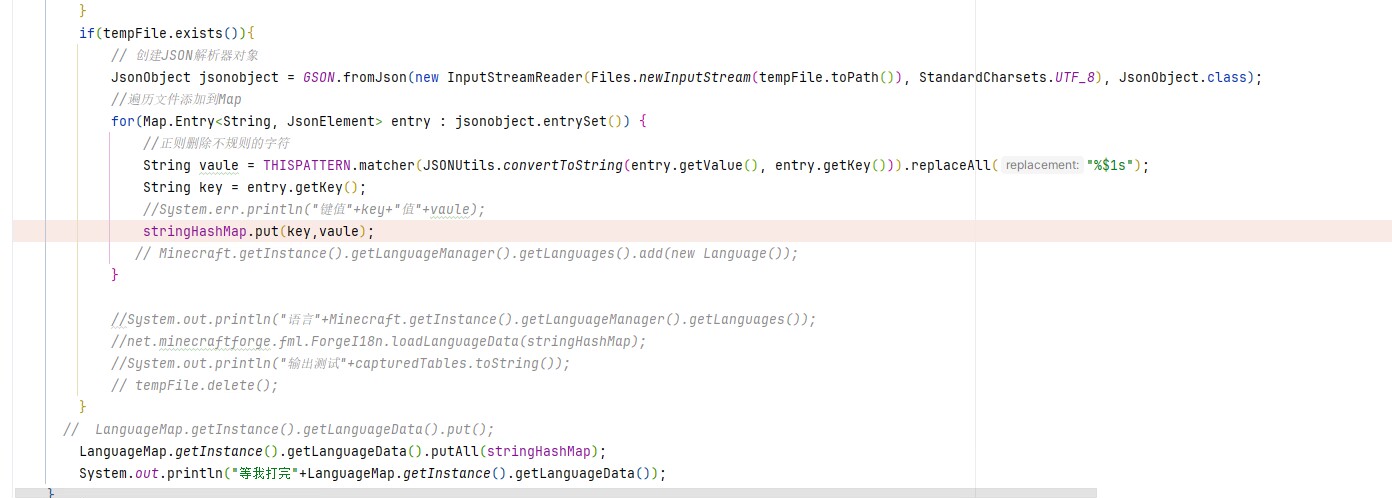 }
if(tempFile.exists()){
// 创建JSON解析器对象
JsonObject jsonobject = GSON.fromJson(new InputStreamReader(Files.newInputStream(tempFile.toPath()), StandardCharsets.UTF_8), JsonObject.class);
//遍历文件添加到Map
for(Map.Entry<String, JsonElement> entry : jsonobject.entrySet()) {
//正则删除不规则的字符
String vaule = THISPATTERN.matcher(JSONUtils.convertToString(entry.getValue(), entry.getKey())).replaceAll( replacement: "%$1s");
String key = entry.getKey();
//System.err.println("键值"+key+"值"+vaule);
stringHashMap.put(key,vaule);
// Minecraft.getInstance().getLanguageManager().getLanguages().add(new Language());
}
//System.out.println("语言"+Minecraft.getInstance().getLanguageManager().getLanguages());
//net.minecraftforge.fml.ForgeI18n.loadLanguageData(stringHashMap);
//System.out.println("输出测试"+capturedTables.toString());
// tempFile.delete();
}
//  LanguageMap.getInstance().getLanguageData().put();
LanguageMap.getInstance().getLanguageData().putAll(stringHashMap);
System.out.println("等我打完"+LanguageMap.getInstance().getLanguageData());
}